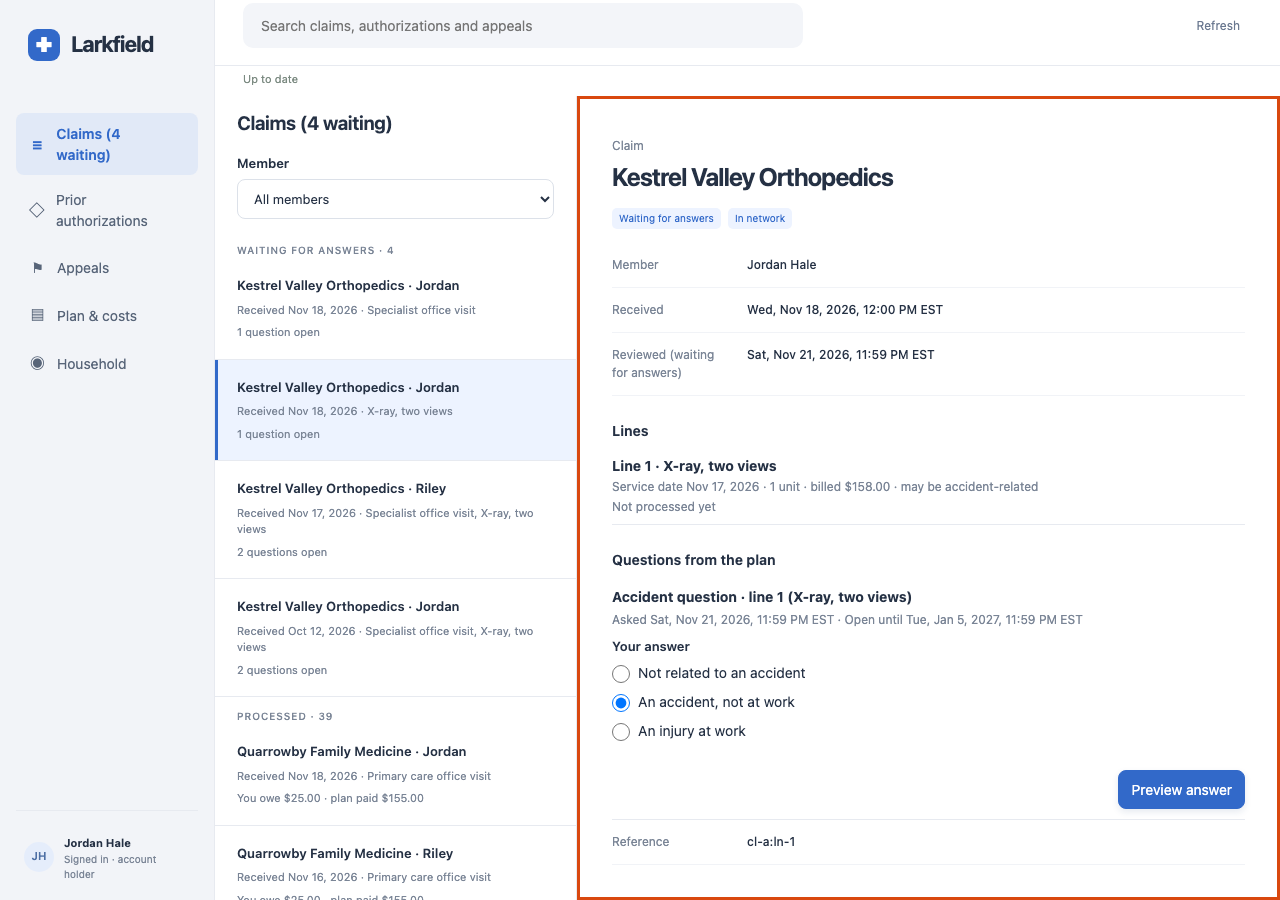 Larkfield
Search claims, authorizations and appeals
Refresh
Up to date
Claims (4
waiting)
Prior
authorizations
Appeals
Plan & costs
Household
JH
Jordan Hale
Signed in · account
holder
Claims (4 waiting)
Member
All members
WAITING FOR ANSWERS · 4
Kestrel Valley Orthopedics · Jordan
Received Nov 18, 2026 · Specialist office visit
1 question open
Kestrel Valley Orthopedics · Jordan
Received Nov 18, 2026 · X-ray, two views
1 question open
Kestrel Valley Orthopedics · Riley
Received Nov 17, 2026 · Specialist office visit, X-ray, two
views
2 questions open
Kestrel Valley Orthopedics · Jordan
Received Oct 12, 2026 · Specialist office visit, X-ray, two
views
2 questions open
PROCESSED · 39
Quarrowby Family Medicine · Jordan
Received Nov 18, 2026 · Primary care office visit
You owe $25.00 · plan paid $155.00
Quarrowby Family Medicine · Riley
Received Nov 16, 2026 · Primary care office visit
You owe $25.00 · plan paid $155.00
Claim
Kestrel Valley Orthopedics
Waiting for answers
In network
Member
Jordan Hale
Received
Wed, Nov 18, 2026, 12:00 PM EST
Reviewed (waiting
for answers)
Sat, Nov 21, 2026, 11:59 PM EST
Lines
Line 1 · X-ray, two views
Service date Nov 17, 2026 · 1 unit · billed $158.00 · may be accident-related
Not processed yet
Questions from the plan
Accident question · line 1 (X-ray, two views)
Asked Sat, Nov 21, 2026, 11:59 PM EST · Open until Tue, Jan 5, 2027, 11:59 PM EST
Your answer
Not related to an accident
An accident, not at work
An injury at work
Preview answer
Reference
cl-a:ln-1